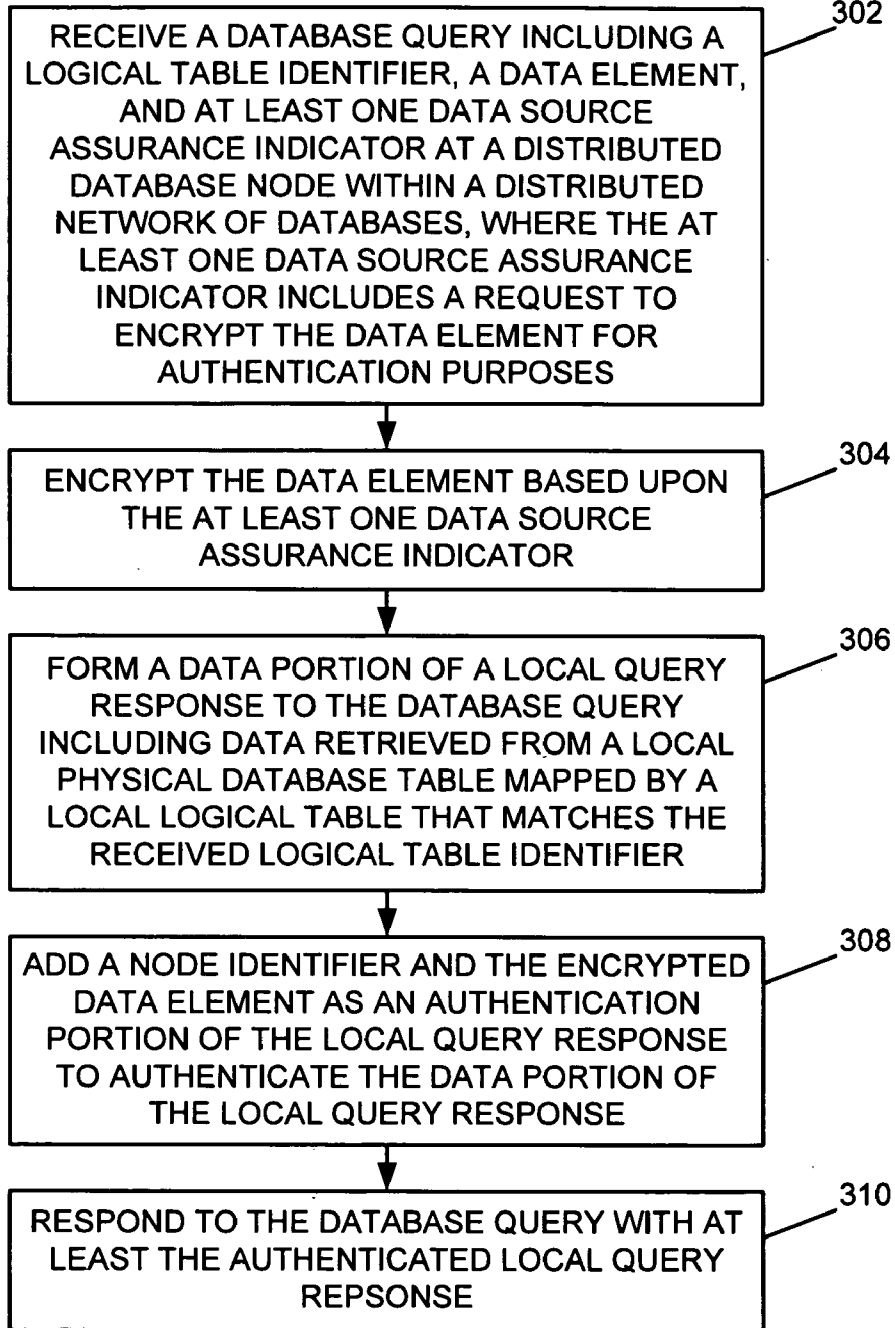 302
RECEIVE A DATABASE QUERY INCLUDING A
LOGICAL TABLE IDENTIFIER, A DATA ELEMENT,
AND AT LEAST ONE DATA SOURCE
ASSURANCE INDICATOR AT A DISTRIBUTED
DATABASE NODE WITHIN A DISTRIBUTED
NETWORK OF DATABASES, WHERE THE AT
LEAST ONE DATA SOURCE ASSURANCE
INDICATOR INCLUDES A REQUEST TO
ENCRYPT THE DATA ELEMENT FOR
AUTHENTICATION PURPOSES
304
ENCRYPT THE DATA ELEMENT BASED UPON
THE AT LEAST ONE DATA SOURCE
ASSURANCE INDICATOR
306
FORM A DATA PORTION OF A LOCAL QUERY
RESPONSE TO THE DATABASE QUERY
INCLUDING DATA RETRIEVED FROM A LOCAL
PHYSICAL DATABASE TABLE MAPPED BY A
LOCAL LOGICAL TABLE THAT MATCHES THE
RECEIVED LOGICAL TABLE IDENTIFIER
308
ADD A NODE IDENTIFIER AND THE ENCRYPTED
DATA ELEMENT AS AN AUTHENTICATION
PORTION OF THE LOCAL QUERY RESPONSE
TO AUTHENTICATE THE DATA PORTION OF
THE LOCAL QUERY RESPONSE
310
RESPOND TO THE DATABASE QUERY WITH AT
LEAST THE AUTHENTICATED LOCAL QUERY
REPSONSE